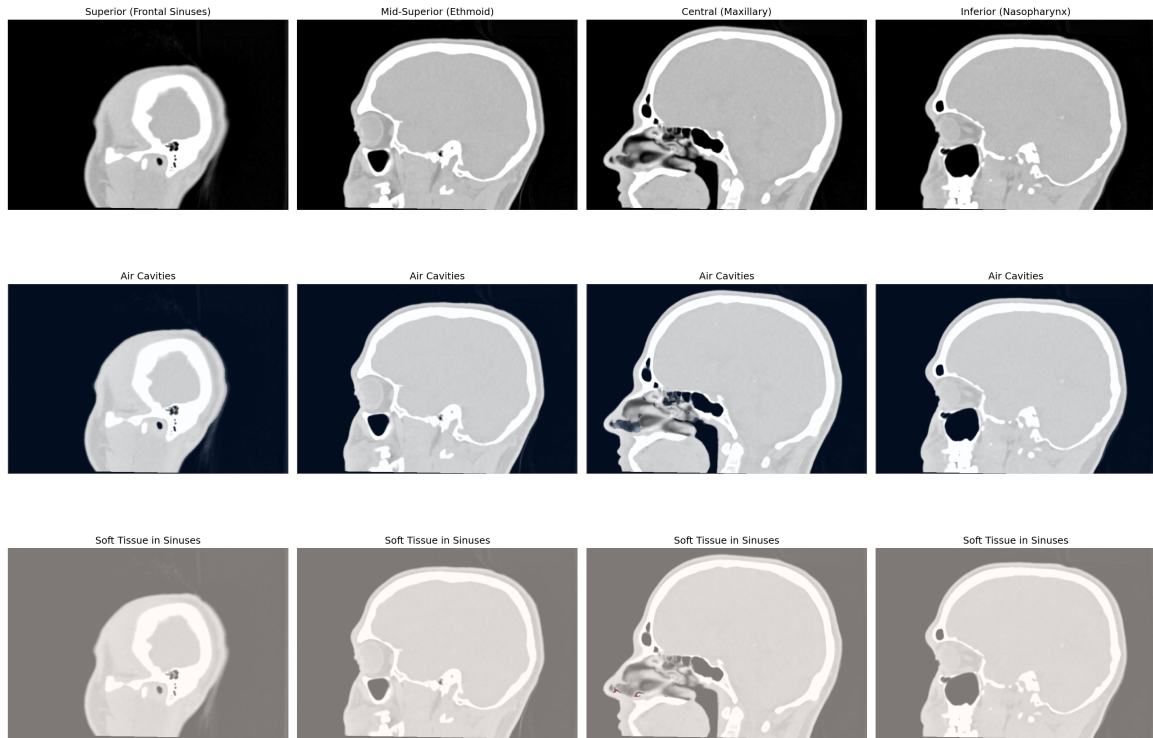 Superior (Frontal Sinuses)
Mid-Superior (Ethmoid)
Central (Maxillary)
Inferior (Nasopharynx)
Air Cavities
Air Cavities
Air Cavities
Air Cavities
Soft Tissue in Sinuses
Soft Tissue in Sinuses
Soft Tissue in Sinuses
Soft Tissue in Sinuses